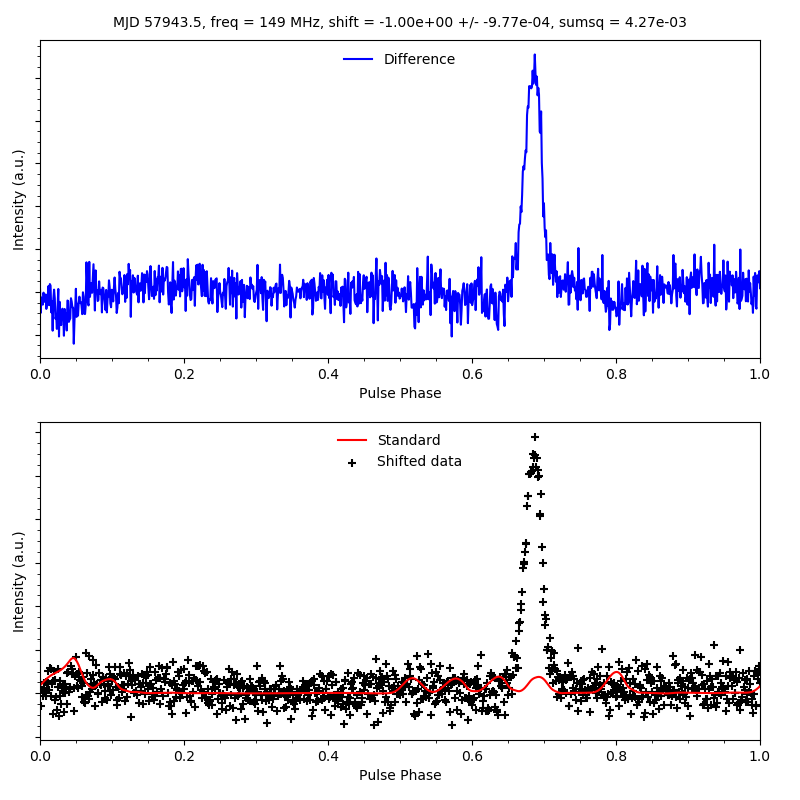 MJD 57943.5, freq = 149 MHz, shift = -1.00e+00 +/- -9.77e-04, sumsq = 4.27e-03
Difference
Intensity (a.u.)
0.0 0.2 0.4 0.6 0.8 1.0
Pulse Phase
Standard
Shifted data
Intensity (a.u.)
0.0 0.2 0.4 0.6 0.8 1.0
Pulse Phase